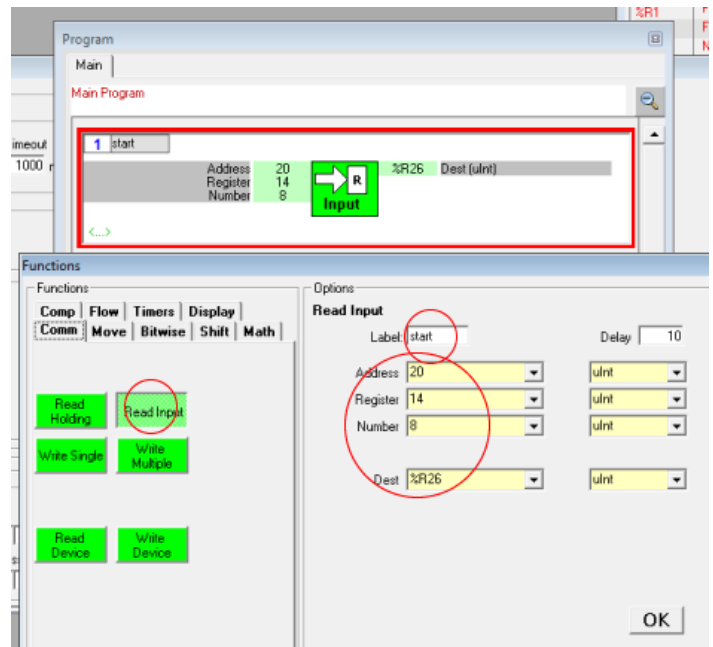 %R1
Program
Main
Main Program
1 start
imeout
1000
Address 20 %R26 Dest (uInt)
Register 14 R
Number 8 Input
<...>
Functions
Functions
Comp Flow Timers Display
Comm Move Bitwise Shift Math
Read Holding
Read Input
Write Single
Write Multiple
Read Device
Write Device
Options
Read Input
Label: start Delay 10
Address 20 uInt
Register 14 uInt
Number 8 uInt
Dest %R26 uInt
OK